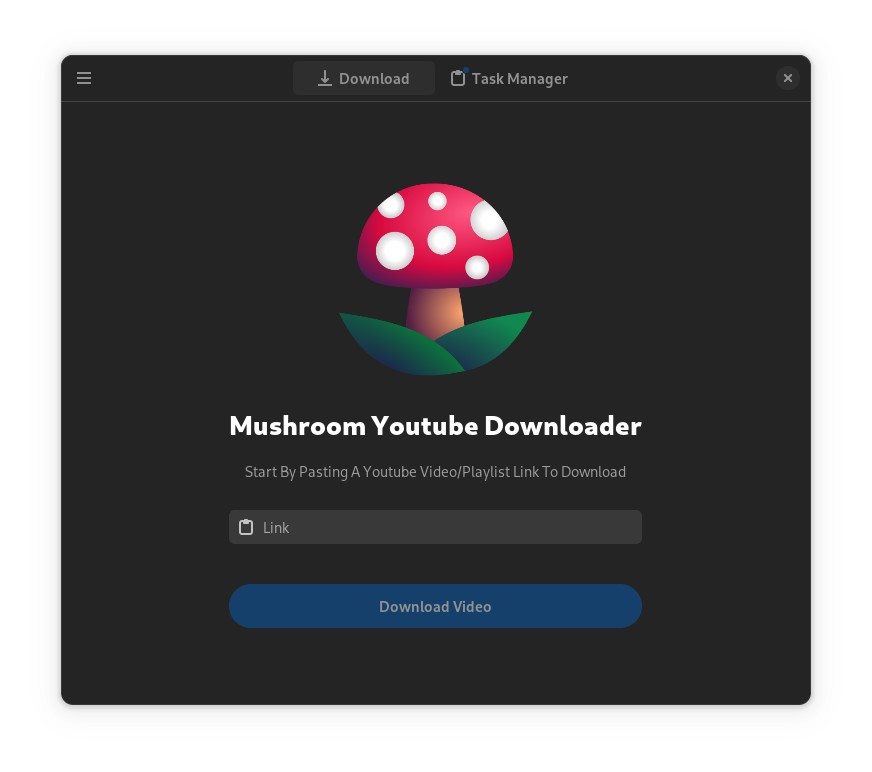 Download
Task Manager
Mushroom Youtube Downloader
Start By Pasting A Youtube Video/Playlist Link To Download
Link
Download Video